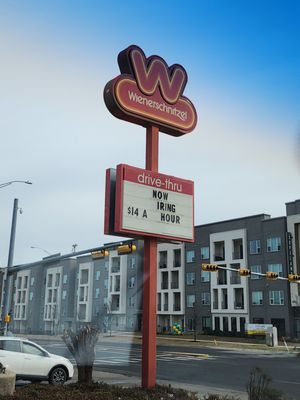 W
Wienerschnitzel
drive-thru
NOW
IRING
$14 A HOUR